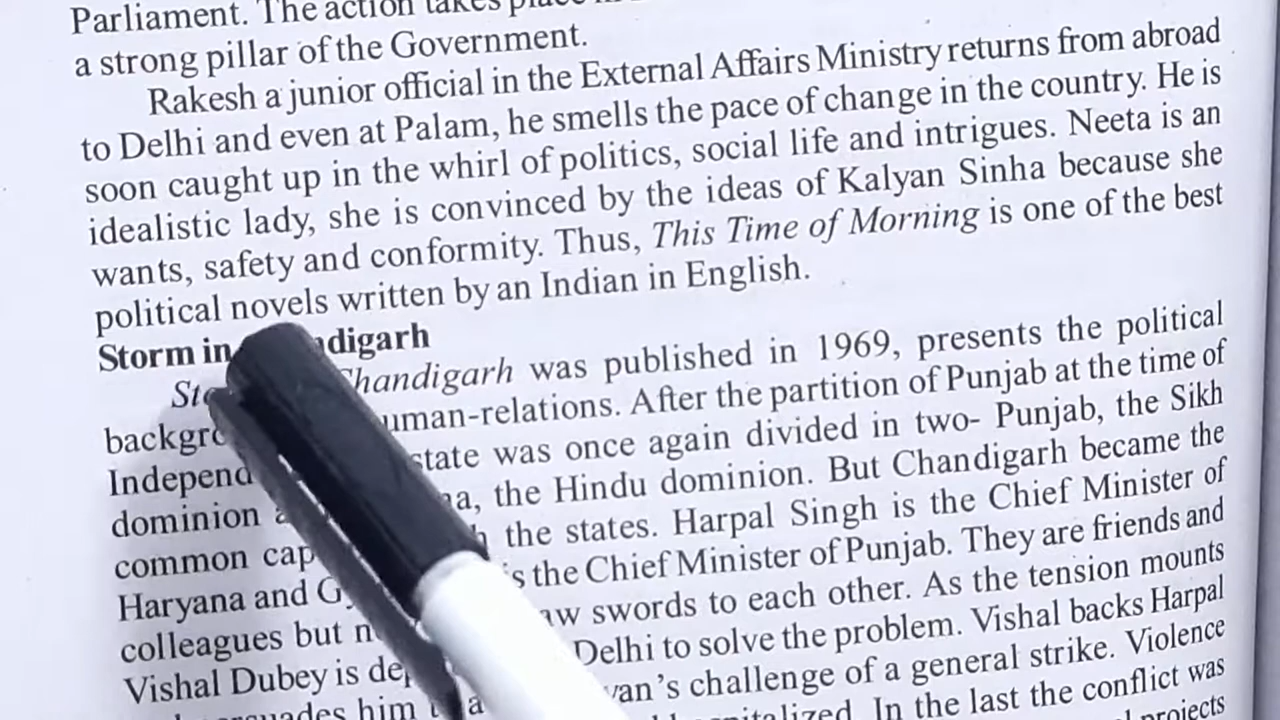 Parliament. The action takes place
a strong pillar of the Government.
Rakesh a junior official in the External Affairs Ministry returns from abroad
to Delhi and even at Palam, he smells the pace of change in the country. He is
soon caught up in the whirl of politics, social life and intrigues. Neeta is an
idealistic lady, she is convinced by the ideas of Kalyan Sinha because she
wants, safety and conformity. Thus, This Time of Morning is one of the best
political novels written by an Indian in English.
Storm in
Chandigarh was published in 1969, presents the political
human-relations. After the partition of Punjab at the time of
state was once again divided in two- Punjab, the Sikh
dominion the Hindu dominion. But Chandigarh became the
common the states. Harpal Singh is the Chief Minister of
Haryana and is the Chief Minister of Punjab. They are friends and
colleagues but swords to each other. As the tension mounts
Vishal Dubey is Delhi to solve the problem. Vishal backs Harpal
him challenge of a general strike. Violence
In the last the conflict was
projects